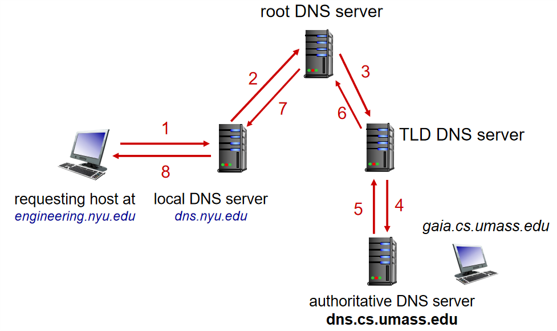 root DNS server
2
3
7
6
TLD DNS server
1
8
requesting host at
engineering.nyu.edu
local DNS server
dns.nyu.edu
5
4
gaia.cs.umass.edu
authoritative DNS server
dns.cs.umass.edu